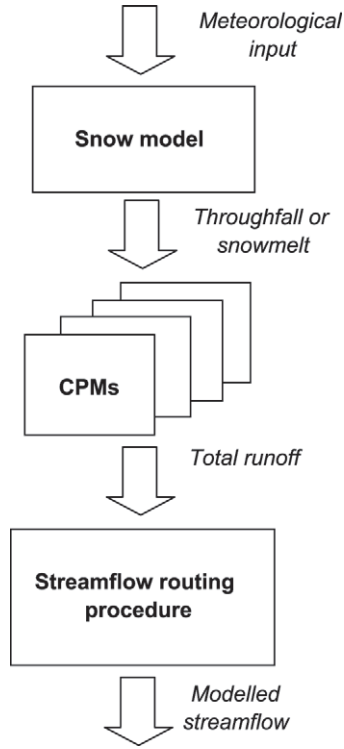 Meteorological
input
Snow model
Throughfall or
snowmelt
CPMs
Total runoff
Streamflow routing
procedure
Modelled
streamflow